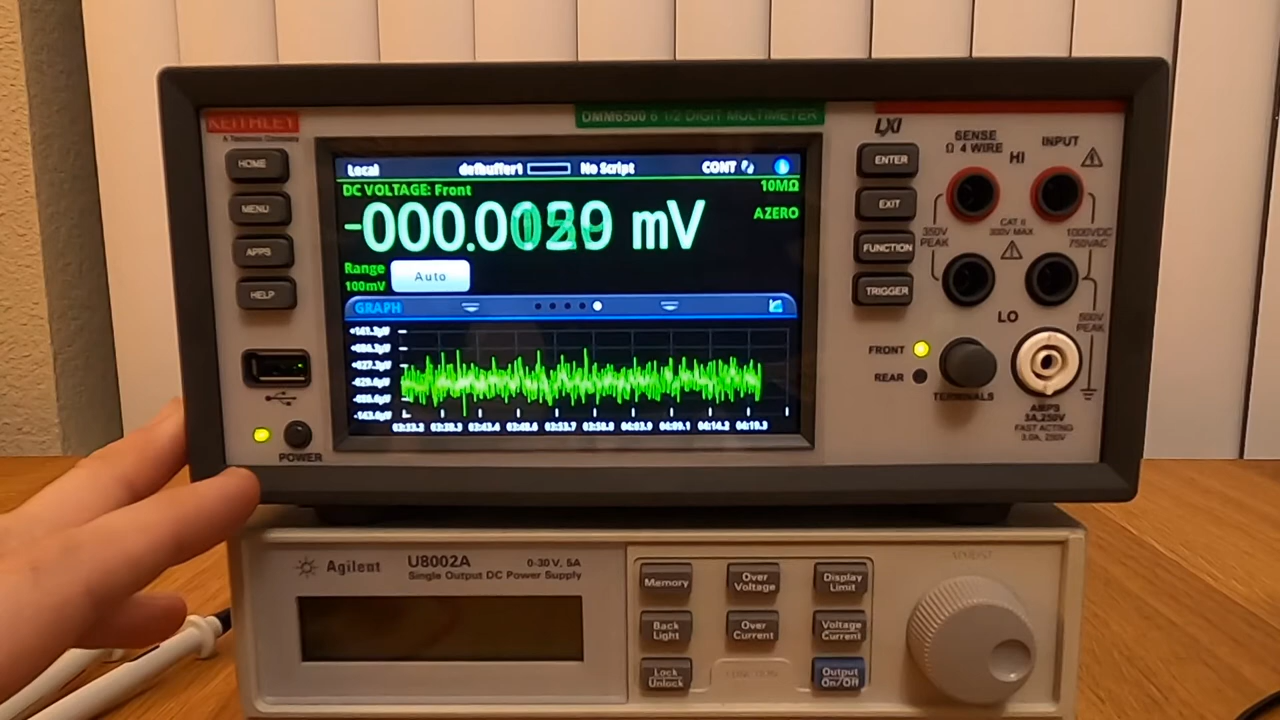 KEITHLEY
A Tektronix Company
DMM6500 6 1/2 DIGIT MULTIMETER
LXI
HOME
MENU
APPS
HELP
POWER
Local
defbuffer1
No Script
CONT
DC VOLTAGE: Front
10MΩ
mV
AZERO
Range
100mV
Auto
GRAPH
ENTER
EXIT
FUNCTION
TRIGGER
SENSE
Ω 4 WIRE
INPUT
HI
350V
PEAK
CAT II
300V MAX
1000VDC
750VAC
LO
500V
PEAK
FRONT
REAR
TERMINALS
AMPS
3A, 250V
FAST ACTING
3.0A, 250V
Agilent
U8002A
Single Output DC Power Supply
0-30 V, 5A
Memory
Over
Voltage
Display
Limit
Back
Light
Over
Current
Voltage
Current
Lock
Unlock
FUNCTION
Output
On/Off
ADJUST